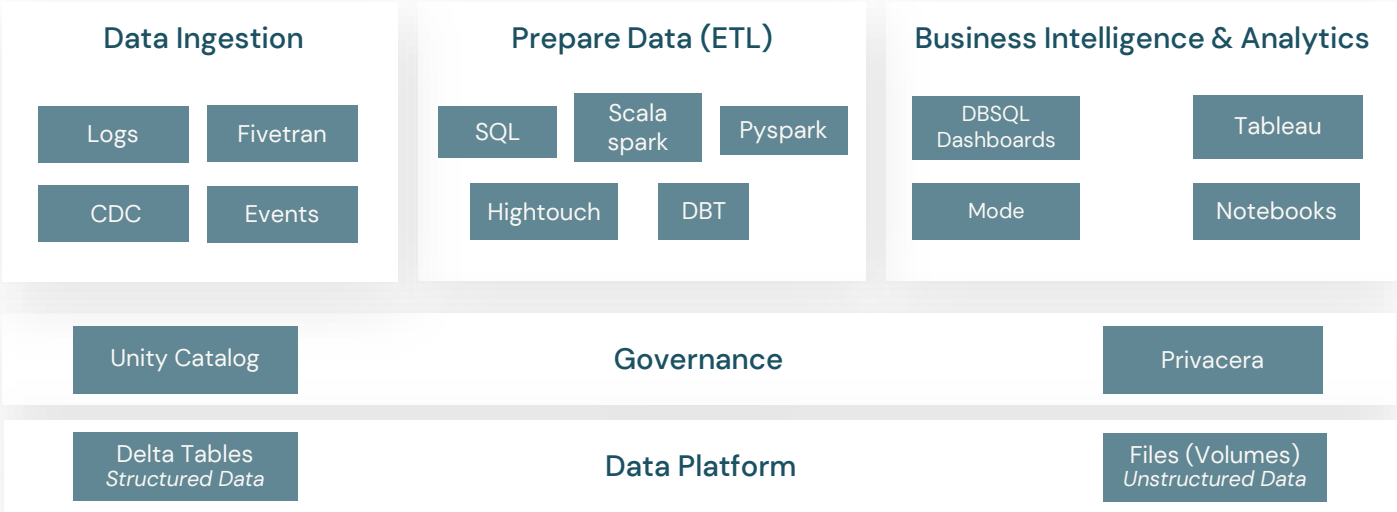 Data Ingestion
Logs
Fivetran
CDC
Events
Prepare Data (ETL)
SQL
Scala
spark
Pyspark
Hightouch
DBT
Business Intelligence & Analytics
DBSQL
Dashboards
Tableau
Mode
Notebooks
Unity Catalog
Governance
Privacera
Delta Tables
Structured Data
Data Platform
Files (Volumes)
Unstructured Data